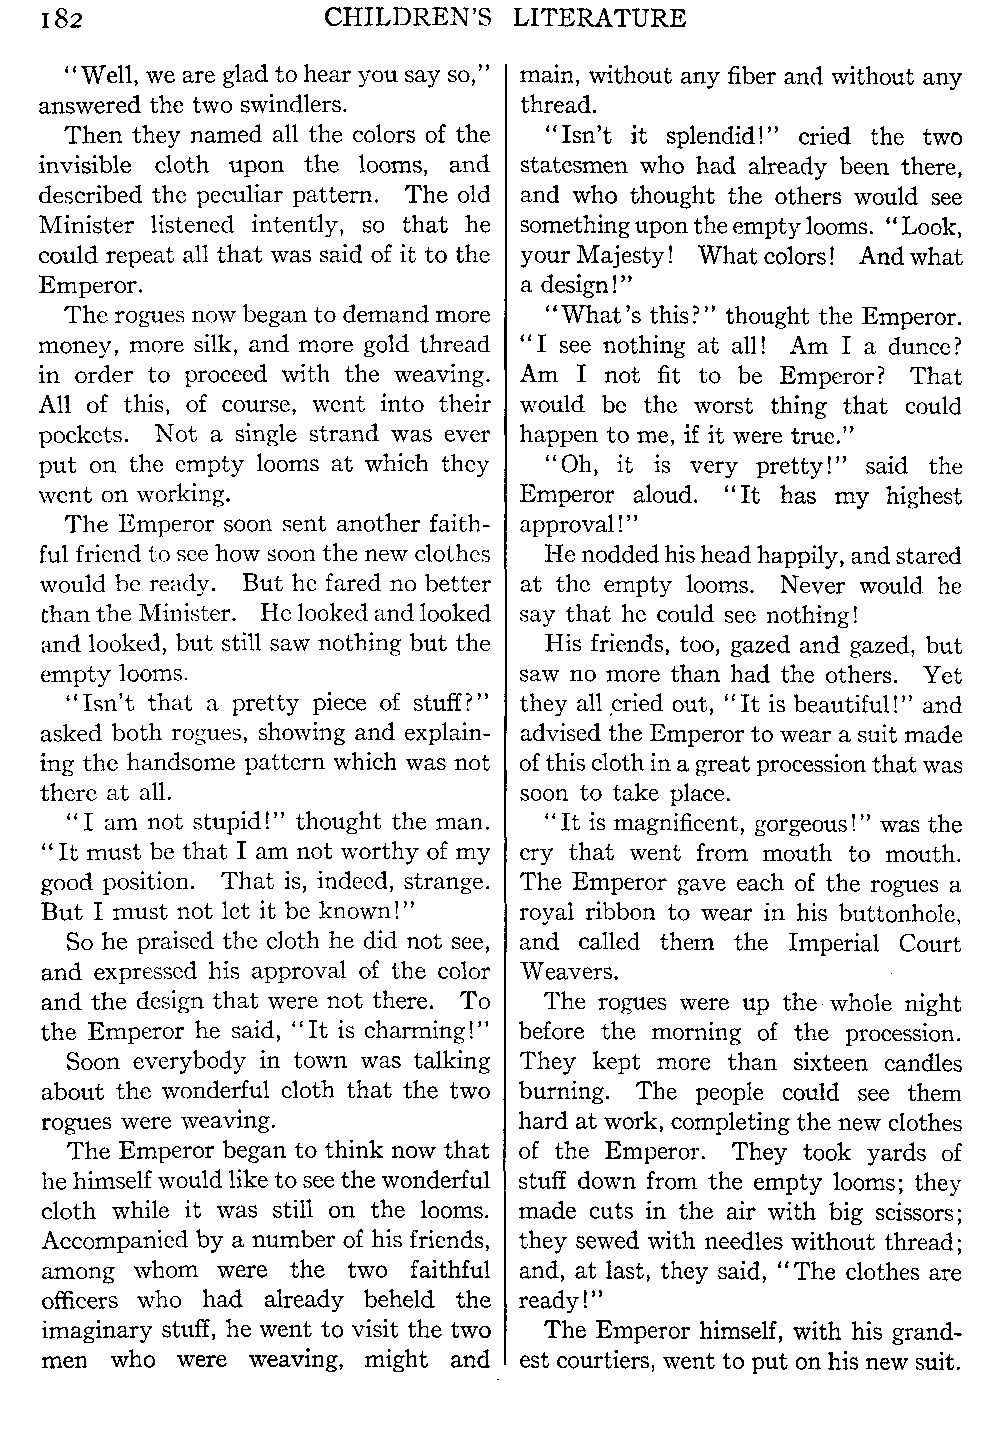 182 CHILDREN'S LITERATURE
"Well, we are glad to hear you say so,"
answered the two swindlers.
Then they named all the colors of the
invisible cloth upon the looms, and
described the peculiar pattern. The old
Minister listened intently, so that he
could repeat all that was said of it to the
Emperor.
The rogues now began to demand more
money, more silk, and more gold thread
in order to proceed with the weaving.
All of this, of course, went into their
pockets. Not a single strand was ever
put on the empty looms at which they
went on working.
The Emperor soon sent another faith-
ful friend to see how soon the new clothes
would be ready. But he fared no better
than the Minister. He looked and looked
and looked, but still saw nothing but the
empty looms.
"Isn't that a pretty piece of stuff?"
asked both rogues, showing and explain-
ing the handsome pattern which was not
there at all.
"I am not stupid!" thought the man.
"It must be that I am not worthy of my
good position. That is, indeed, strange.
But I must not let it be known!"
So he praised the cloth he did not see,
and expressed his approval of the color
and the design that were not there. To
the Emperor he said, "It is charming!"
Soon everybody in town was talking
about the wonderful cloth that the two
rogues were weaving.
The Emperor began to think now that
he himself would like to see the wonderful
cloth while it was still on the looms.
Accompanied by a number of his friends,
among whom were the two faithful
officers who had already beheld the
imaginary stuff, he went to visit the two
men who were weaving, might and
main, without any fiber and without any
thread.
"Isn't it splendid!" cried the two
statesmen who had already been there,
and who thought the others would see
something upon the empty looms. "Look,
your Majesty! What colors! And what
a design!"
"What's this?" thought the Emperor.
"I see nothing at all! Am I a dunce?
Am I not fit to be Emperor? That
would be the worst thing that could
happen to me, if it were true."
"Oh, it is very pretty!" said the
Emperor aloud. "It has my highest
approval!"
He nodded his head happily, and stared
at the empty looms. Never would he
say that he could see nothing!
His friends, too, gazed and gazed, but
saw no more than had the others. Yet
they all cried out, "It is beautiful!" and
advised the Emperor to wear a suit made
of this cloth in a great procession that was
soon to take place.
"It is magnificent, gorgeous!" was the
cry that went from mouth to mouth.
The Emperor gave each of the rogues a
royal ribbon to wear in his buttonhole,
and called them the Imperial Court
Weavers.
The rogues were up the whole night
before the morning of the procession.
They kept more than sixteen candles
burning. The people could see them
hard at work, completing the new clothes
of the Emperor. They took yards of
stuff down from the empty looms; they
made cuts in the air with big scissors;
they sewed with needles without thread;
and, at last, they said, "The clothes are
ready!"
The Emperor himself, with his grand-
est courtiers, went to put on his new suit.